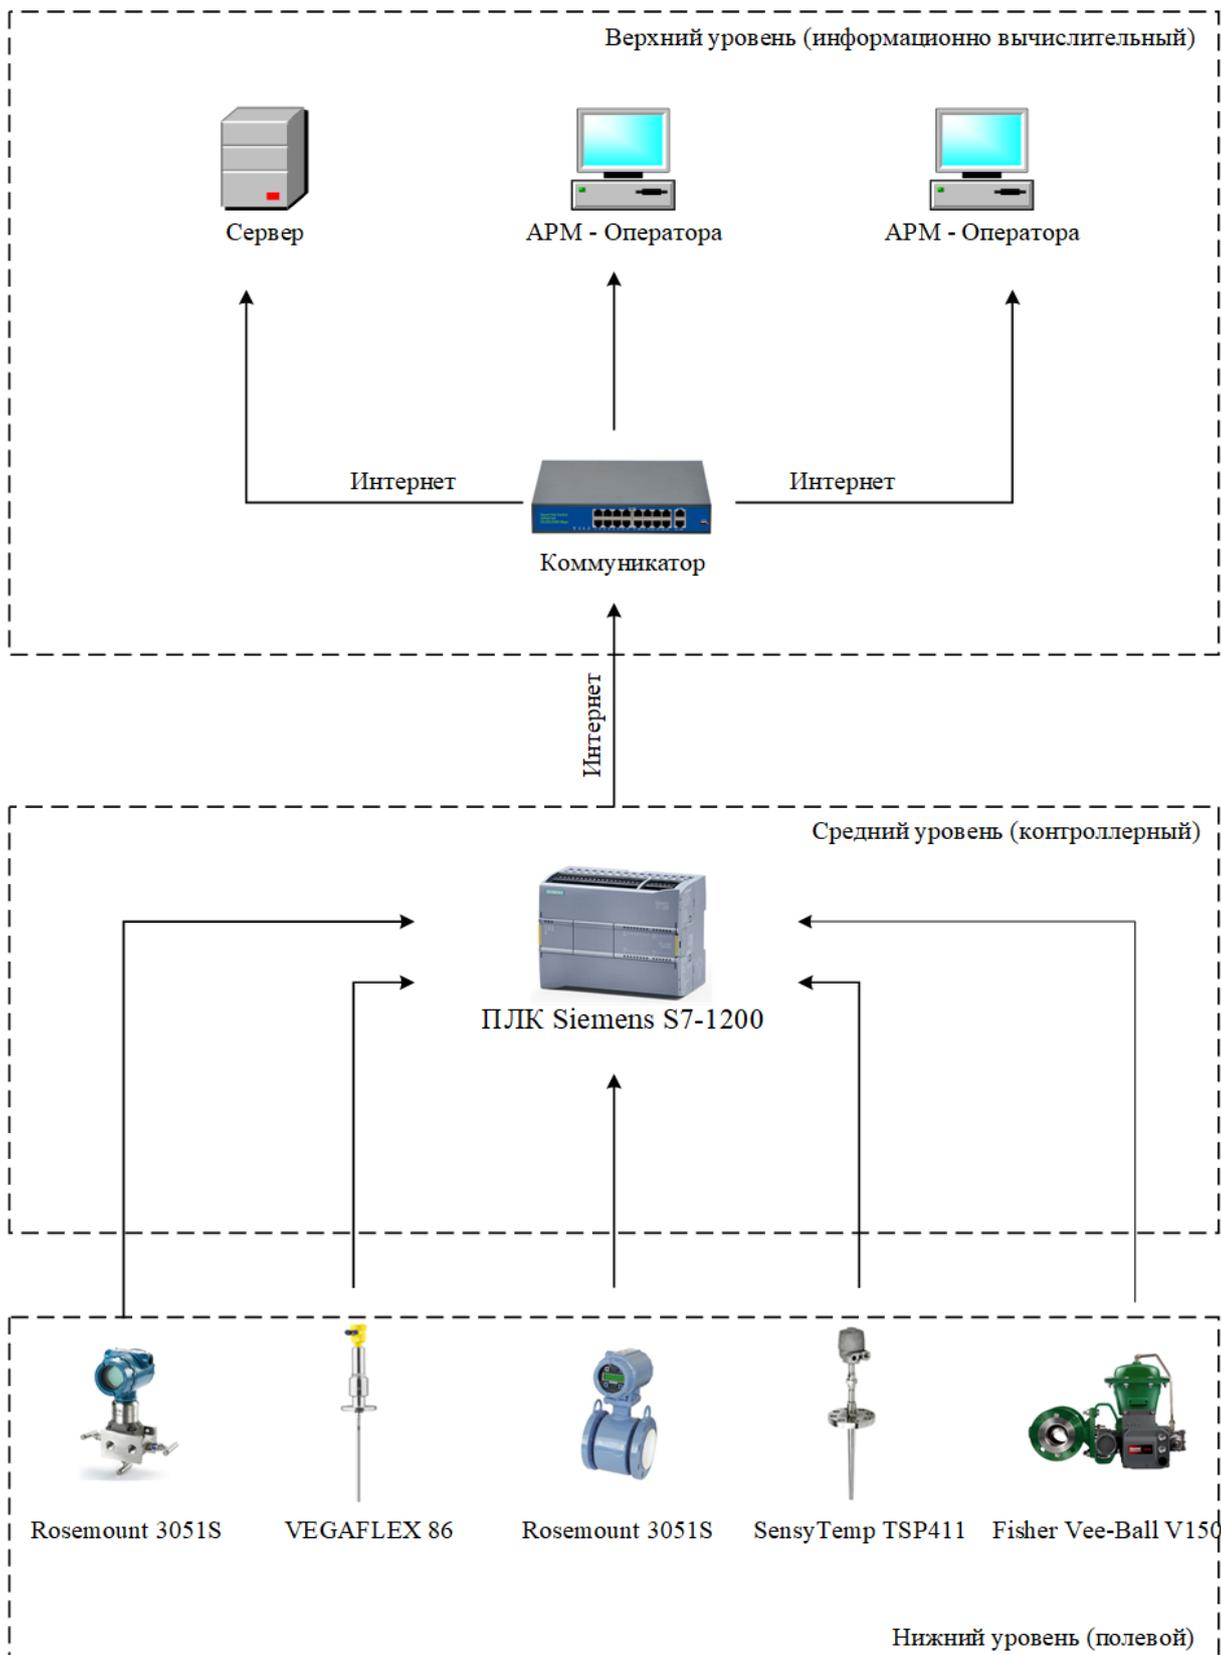 Верхний уровень (информационно вычислительный)
Сервер
АРМ - Оператора
АРМ - Оператора
Интернет
Интернет
Коммуникатор
Интернет
Средний уровень (контроллерный)
SIEMENS
ПЛК Siemens S7-1200
Rosemount 3051S
VEGAFLEX 86
Rosemount 3051S
SensyTemp TSP411
Fisher Vee-Ball V150
Нижний уровень (полевой)